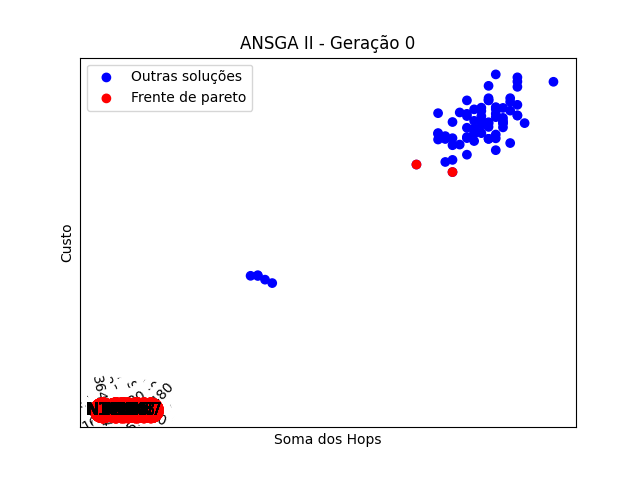 ANSGA II - Geração 0
Outras soluções
Frente de pareto
Custo
Soma dos Hops